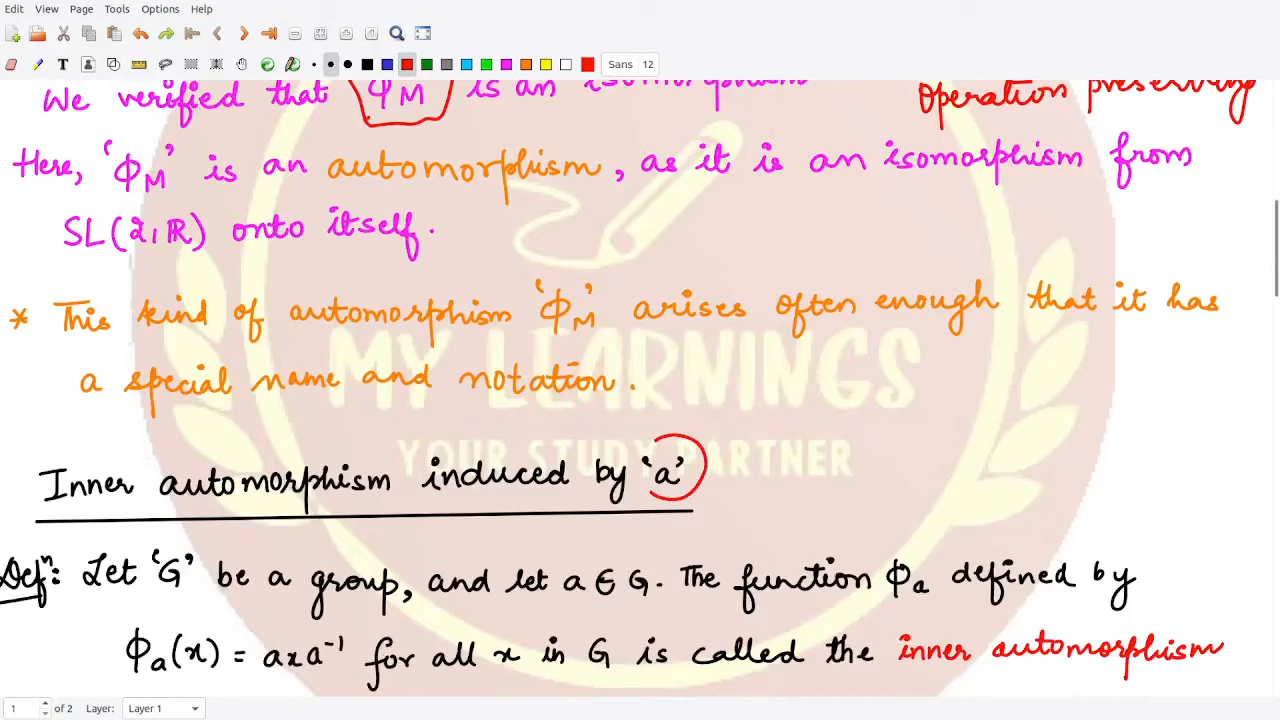 Edit View Page Tools Options Help
Sans 12
We verified that ϕM is an isomorphism
Operation preserving
Here, 'ϕM' is an automorphism, as it is an isomorphism from
SL(2,ℝ) onto itself.
* This kind of automorphism 'ϕM' arises often enough that it has
a special name and notation.
MY LEARNINGS
YOUR STUDY PARTNER
Inner automorphism induced by 'a'
Defⁿ: Let 'G' be a group, and let a ∈ G. The function ϕa defined by
ϕa(x) = axa⁻¹ for all x in G is called the inner automorphism
1 of 2 Layer: Layer 1